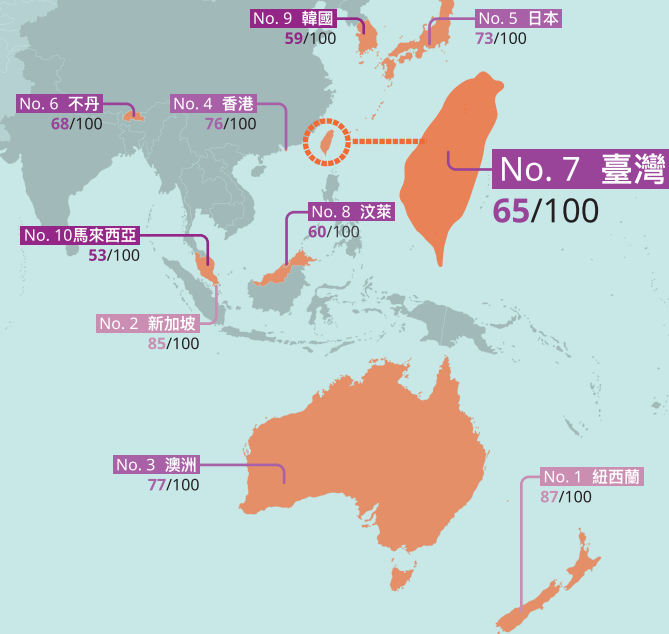 No. 9 韓國
59/100
No. 5 日本
73/100
No. 6 不丹
68/100
No. 4 香港
76/100
No. 7 臺灣
65/100
No. 8 汶萊
60/100
No. 10馬來西亞
53/100
No. 2 新加坡
85/100
No. 3 澳洲
77/100
No. 1 紐西蘭
87/100